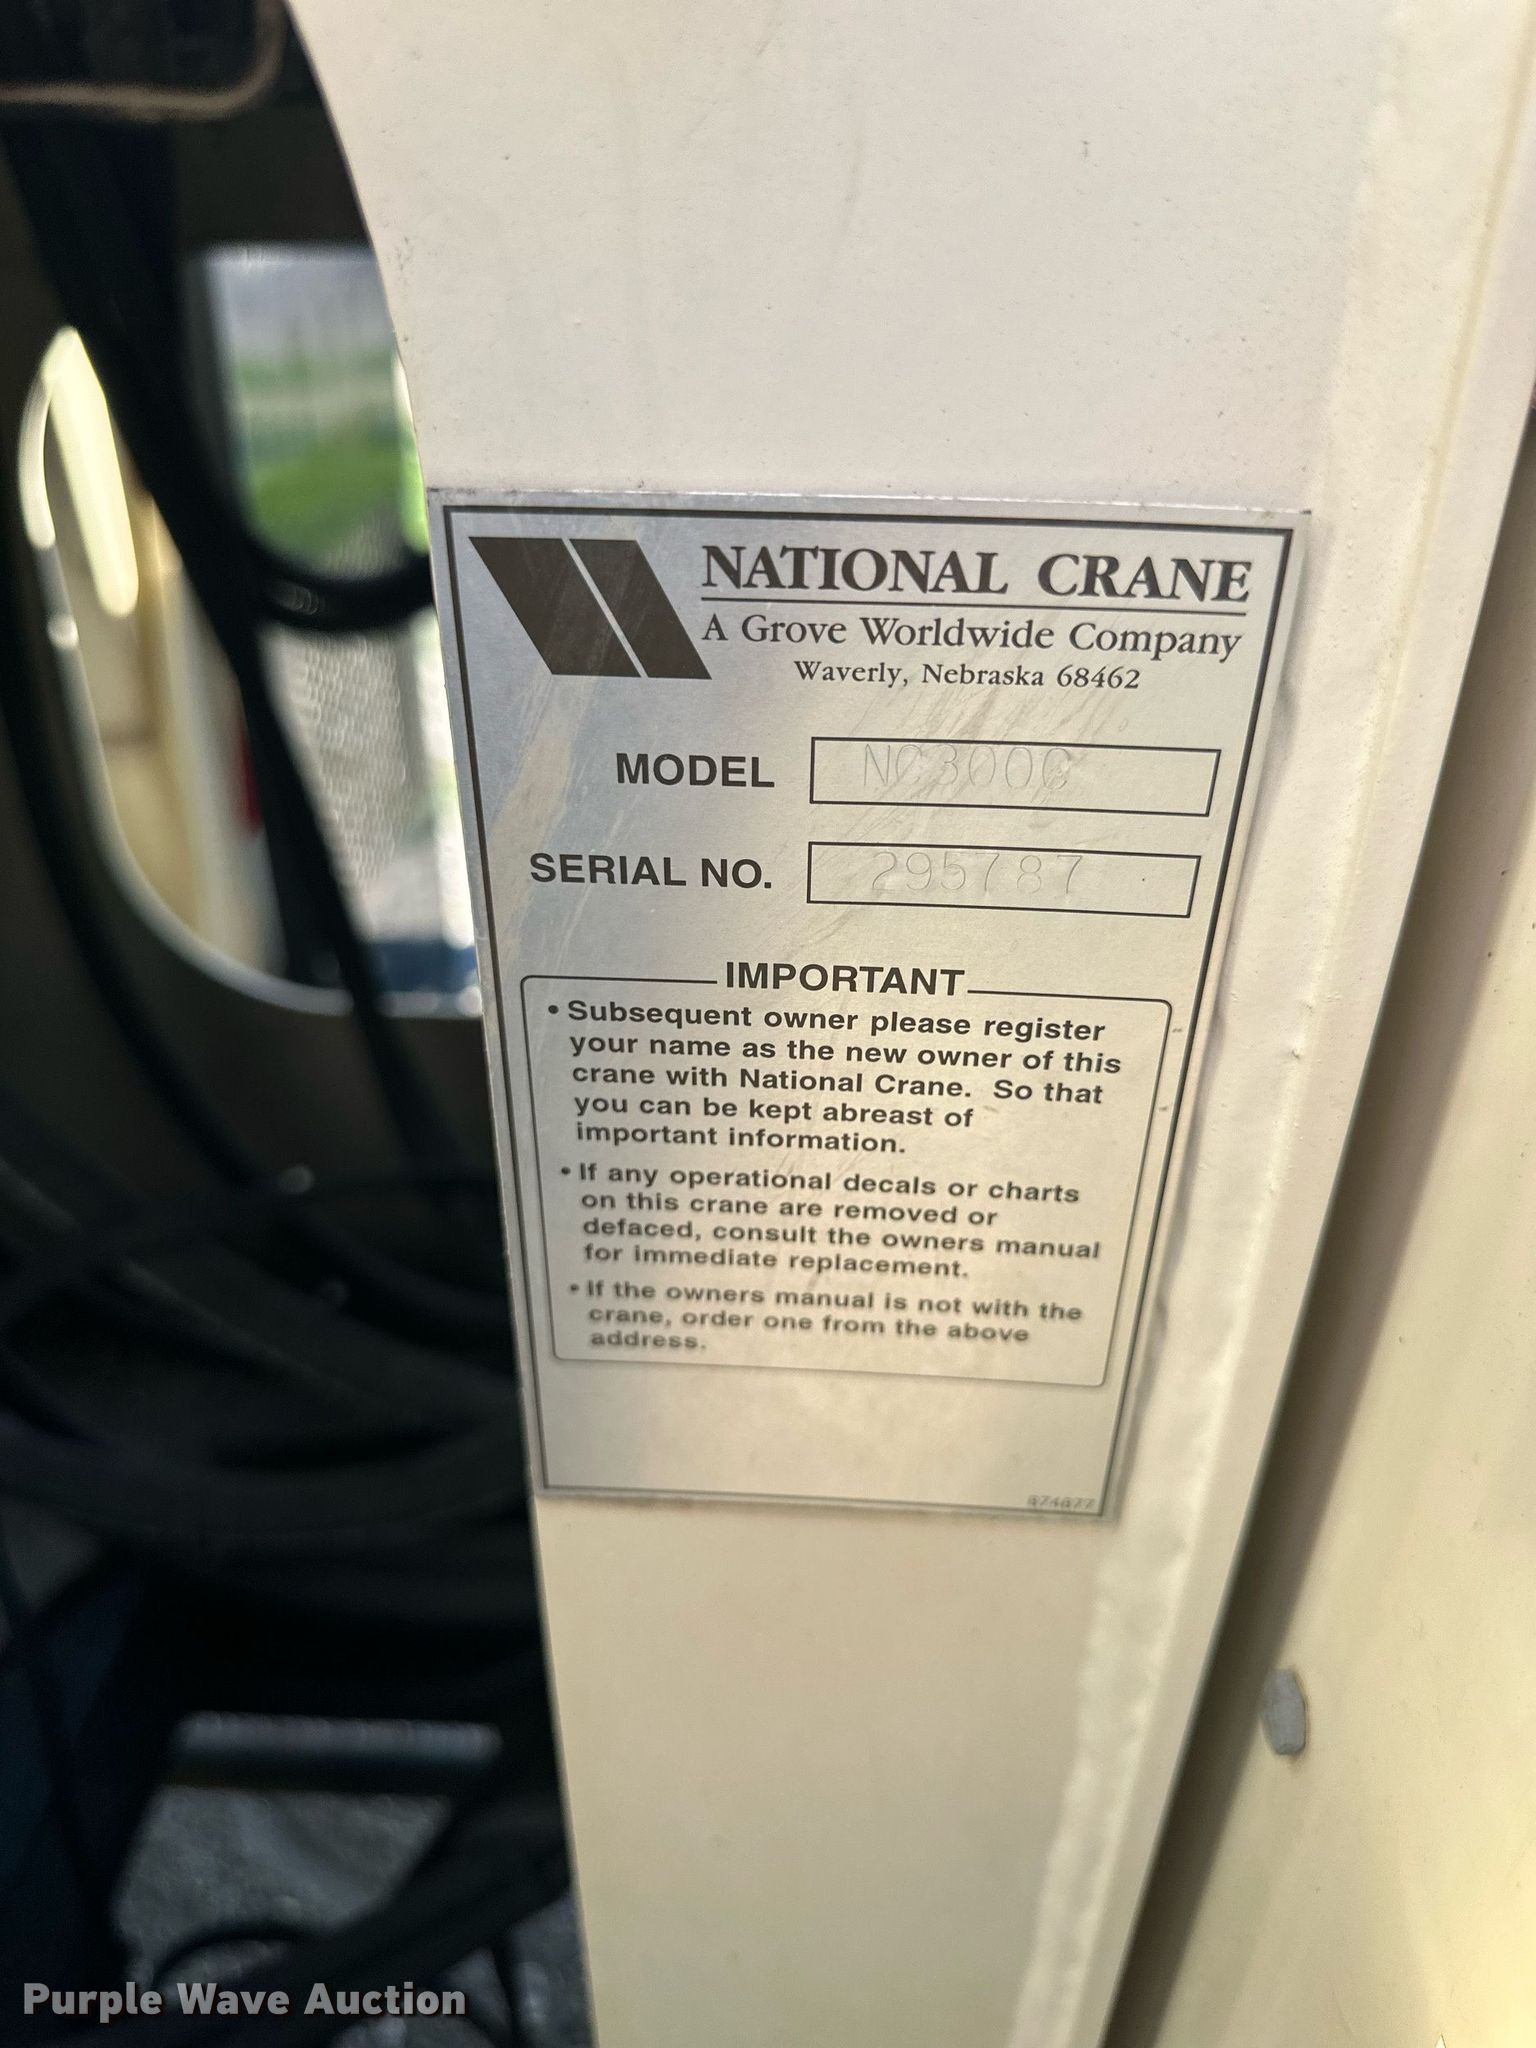 NATIONAL CRANE
A Grove Worldwide Company
Waverly, Nebraska 68462
MODEL NC300C
SERIAL NO. 295787
IMPORTANT
• Subsequent owner please register
your name as the new owner of this
crane with National Crane. So that
you can be kept abreast of
important information.
• If any operational decals or charts
on this crane are removed or
defaced, consult the owners manual
for immediate replacement.
• If the owners manual is not with the
crane, order one from the above
address.
Purple Wave Auction